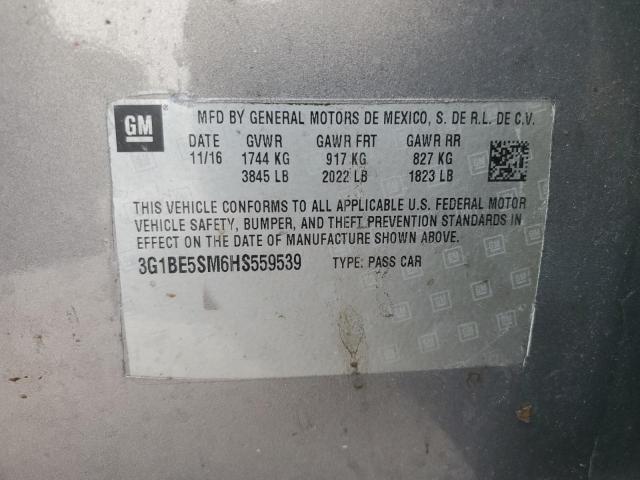 GM
MFD BY GENERAL MOTORS DE MEXICO, S. DE R.L. DE C.V.
DATE GVWR GAWR FRT GAWR RR
11/16 1744 KG 917 KG 827 KG
3845 LB 2022 LB 1823 LB
THIS VEHICLE CONFORMS TO ALL APPLICABLE U.S. FEDERAL MOTOR
VEHICLE SAFETY, BUMPER, AND THEFT PREVENTION STANDARDS IN
EFFECT ON THE DATE OF MANUFACTURE SHOWN ABOVE.
3G1BE5SM6HS559539 TYPE: PASS CAR